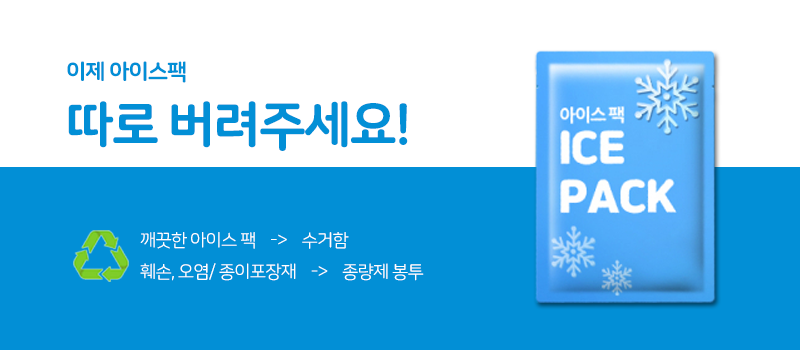 이제 아이스팩
따로 버려주세요!
깨끗한 아이스 팩 -> 수거함
훼손, 오염/ 종이포장재 -> 종량제 봉투
아이스 팩
ICE
PACK